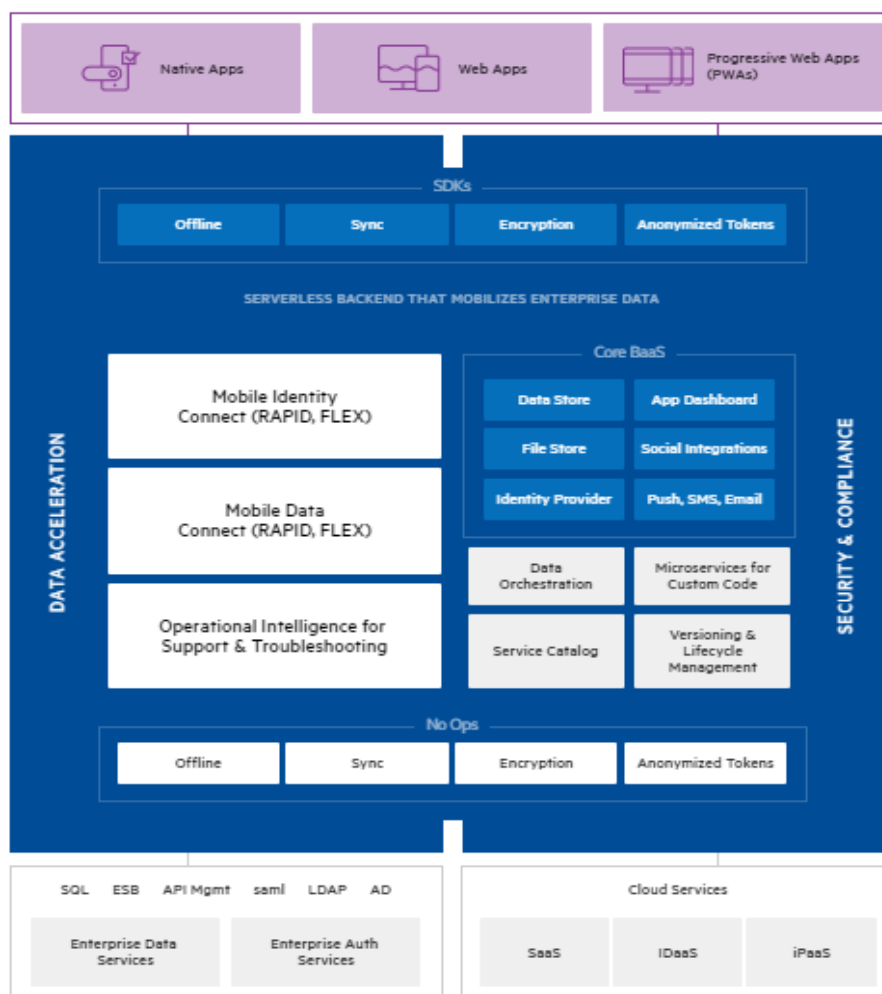 Native Apps
Web Apps
Progressive Web Apps
(PWAs)
SDKs
Offline
Sync
Encryption
Anonymized Tokens
SERVERLESS BACKEND THAT MOBILIZES ENTERPRISE DATA
DATA ACCELERATION
Mobile Identity
Connect (RAPID, FLEX)
Mobile Data
Connect (RAPID, FLEX)
Operational Intelligence for
Support & Troubleshooting
Core BaaS
Data Store
App Dashboard
File Store
Social Integrations
Identity Provider
Push, SMS, Email
Data
Orchestration
Microservices for
Custom Code
Service Catalog
Versioning &
Lifecycle
Management
SECURITY & COMPLIANCE
No Ops
Offline
Sync
Encryption
Anonymized Tokens
SQL ESB API Mgmt saml LDAP AD
Enterprise Data
Services
Enterprise Auth
Services
Cloud Services
SaaS
IDaaS
iPaaS